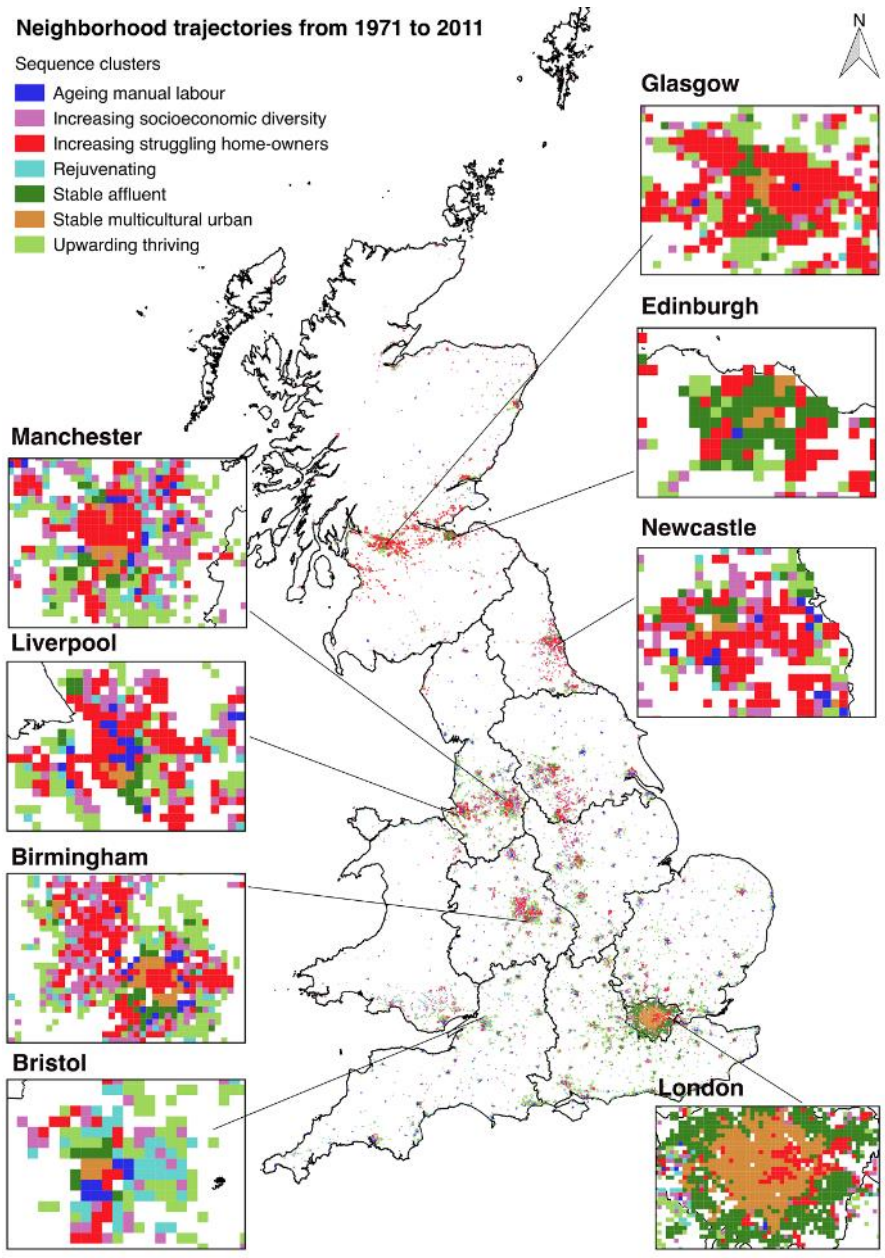 Neighborhood trajectories from 1971 to 2011
Sequence clusters
Ageing manual labour
Increasing socioeconomic diversity
Increasing struggling home-owners
Rejuvenating
Stable affluent
Stable multicultural urban
Upwarding thriving
N
Glasgow
Edinburgh
Manchester
Newcastle
Liverpool
Birmingham
Bristol
London